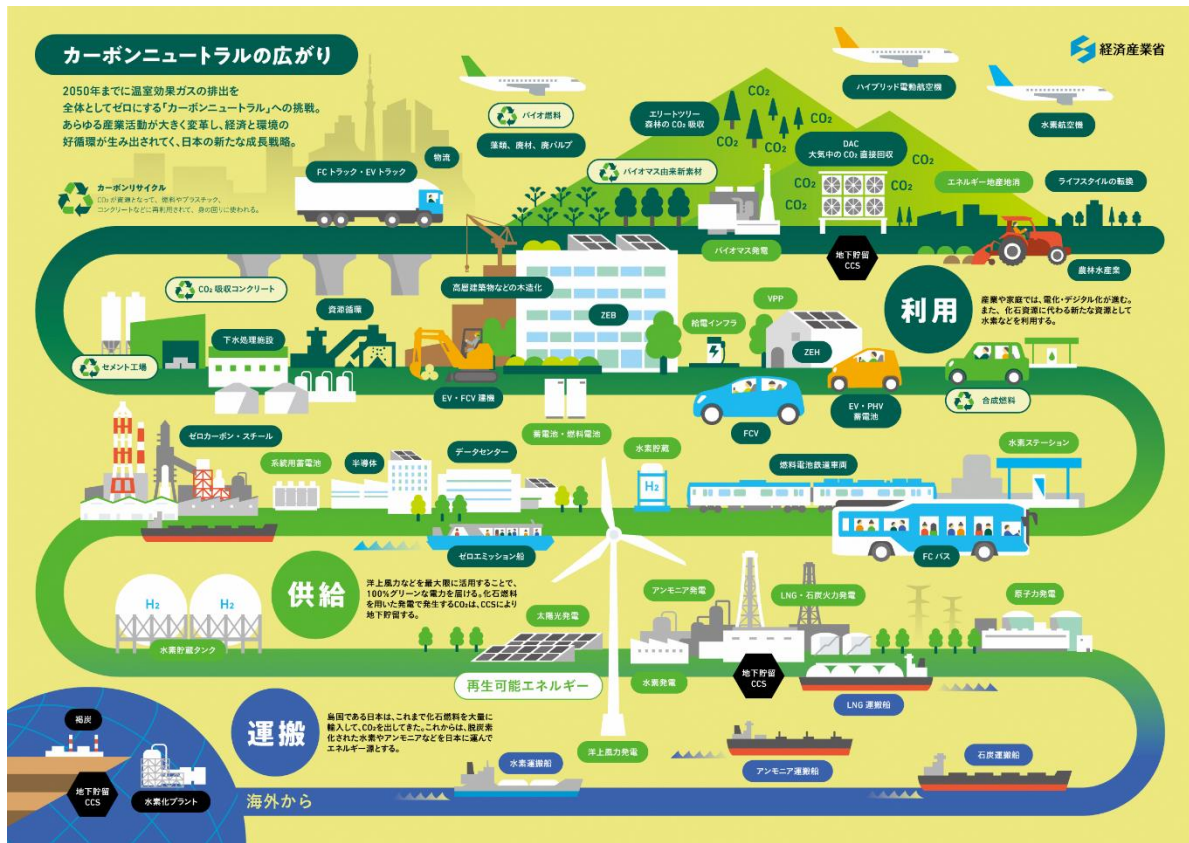 カーボンニュートラルの広がり
経済産業省
2050年までに温室効果ガスの排出を
全体としてゼロにする「カーボンニュートラル」への挑戦。
あらゆる産業活動が大きく変革し、経済と環境の
好循環が生み出されてく、日本の新たな成長戦略。
カーボンリサイクル
CO₂が資源となって、燃料やプラスチック、
コンクリートなどに再利用されて、身の回りに使われる。
物流
FCトラック・EVトラック
バイオ燃料
藻類、廃材、廃パルプ
エリートツリー
森林のCO₂吸収
CO₂
CO₂
CO₂
CO₂
CO₂
ハイブリッド電動航空機
水素航空機
DAC
大気中のCO₂直接回収
CO₂
CO₂
CO₂
CO₂
CO₂
バイオマス由来新素材
バイオマス発電
地下貯留
CCS
エネルギー地産地消
ライフスタイルの転換
農林水産業
利用
産業や家庭では、電化・デジタル化が進む。
また、化石資源に代わる新たな資源として
水素などを利用する。
CO₂吸収コンクリート
資源循環
高層建築物などの木造化
ZEB
給電インフラ
VPP
ZEH
セメント工場
下水処理施設
EV・FCV建機
蓄電池・燃料電池
FCV
EV・PHV
蓄電池
合成燃料
ゼロカーボン・スチール
系統用蓄電池
半導体
データセンター
水素貯蔵
H₂
燃料電池鉄道車両
水素ステーション
ゼロエミッション船
FCバス
供給
洋上風力などを最大限に活用することで、
100%グリーンな電力を届ける。化石燃料
を用いた発電で発生するCO₂は、CCSにより
地下貯留する。
H₂
H₂
水素貯蔵タンク
太陽光発電
再生可能エネルギー
アンモニア発電
LNG・石炭火力発電
原子力発電
水素発電
地下貯留
CCS
LNG運搬船
洋上風力発電
運搬
島国である日本は、これまで化石燃料を大量に
輸入して、CO₂を出してきた。これからは、脱炭素
化された水素やアンモニアなどを日本に運んで
エネルギー源とする。
褐炭
地下貯留
CCS
水素化プラント
海外から
水素運搬船
アンモニア運搬船
石炭運搬船